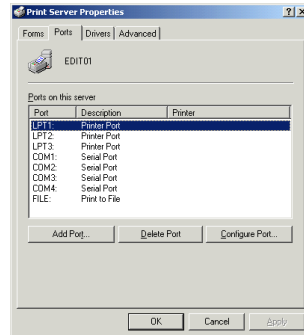 Print Server Properties
Forms Ports Drivers Advanced
EDIT01
Ports on this server
Port Description Printer
LPT1: Printer Port
LPT2: Printer Port
LPT3: Printer Port
COM1: Serial Port
COM2: Serial Port
COM3: Serial Port
COM4: Serial Port
FILE: Print to File
Add Port... Delete Port Configure Port...
OK Cancel Apply